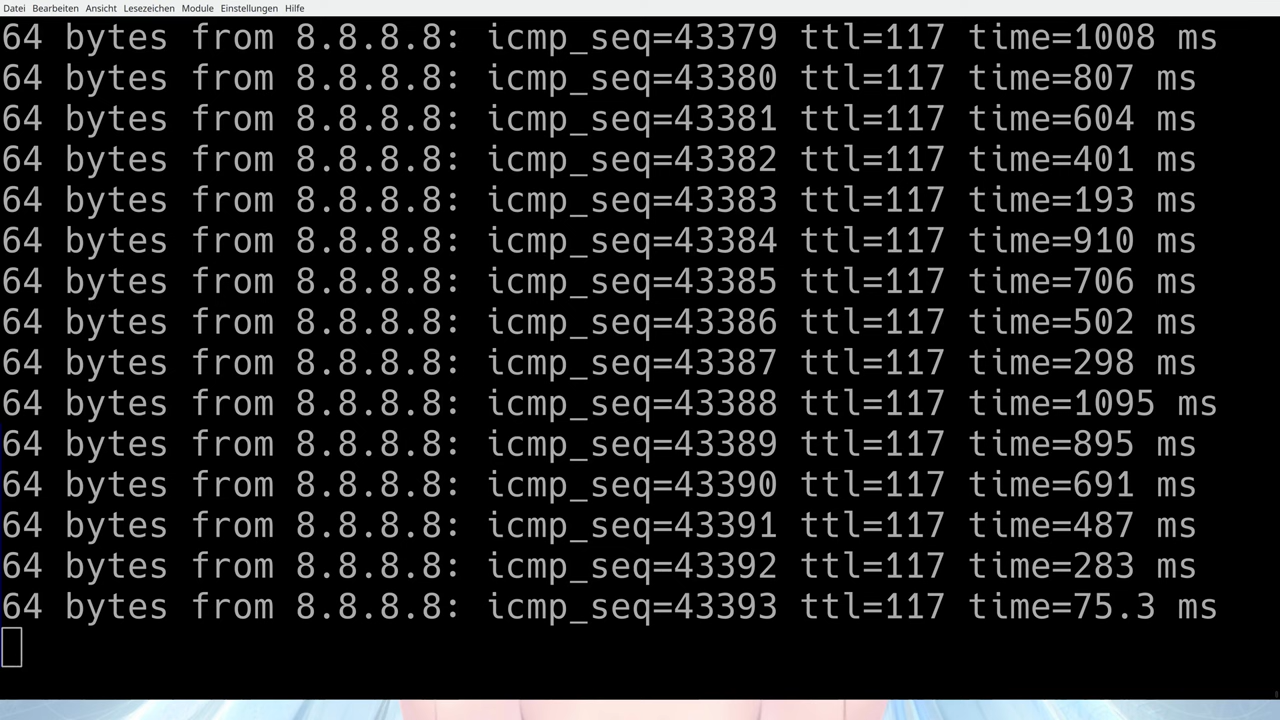 Datei Bearbeiten Ansicht Lesezeichen Module Einstellungen Hilfe
64 bytes from 8.8.8.8: icmp_seq=43379 ttl=117 time=1008 ms
64 bytes from 8.8.8.8: icmp_seq=43380 ttl=117 time=807 ms
64 bytes from 8.8.8.8: icmp_seq=43381 ttl=117 time=604 ms
64 bytes from 8.8.8.8: icmp_seq=43382 ttl=117 time=401 ms
64 bytes from 8.8.8.8: icmp_seq=43383 ttl=117 time=193 ms
64 bytes from 8.8.8.8: icmp_seq=43384 ttl=117 time=910 ms
64 bytes from 8.8.8.8: icmp_seq=43385 ttl=117 time=706 ms
64 bytes from 8.8.8.8: icmp_seq=43386 ttl=117 time=502 ms
64 bytes from 8.8.8.8: icmp_seq=43387 ttl=117 time=298 ms
64 bytes from 8.8.8.8: icmp_seq=43388 ttl=117 time=1095 ms
64 bytes from 8.8.8.8: icmp_seq=43389 ttl=117 time=895 ms
64 bytes from 8.8.8.8: icmp_seq=43390 ttl=117 time=691 ms
64 bytes from 8.8.8.8: icmp_seq=43391 ttl=117 time=487 ms
64 bytes from 8.8.8.8: icmp_seq=43392 ttl=117 time=283 ms
64 bytes from 8.8.8.8: icmp_seq=43393 ttl=117 time=75.3 ms